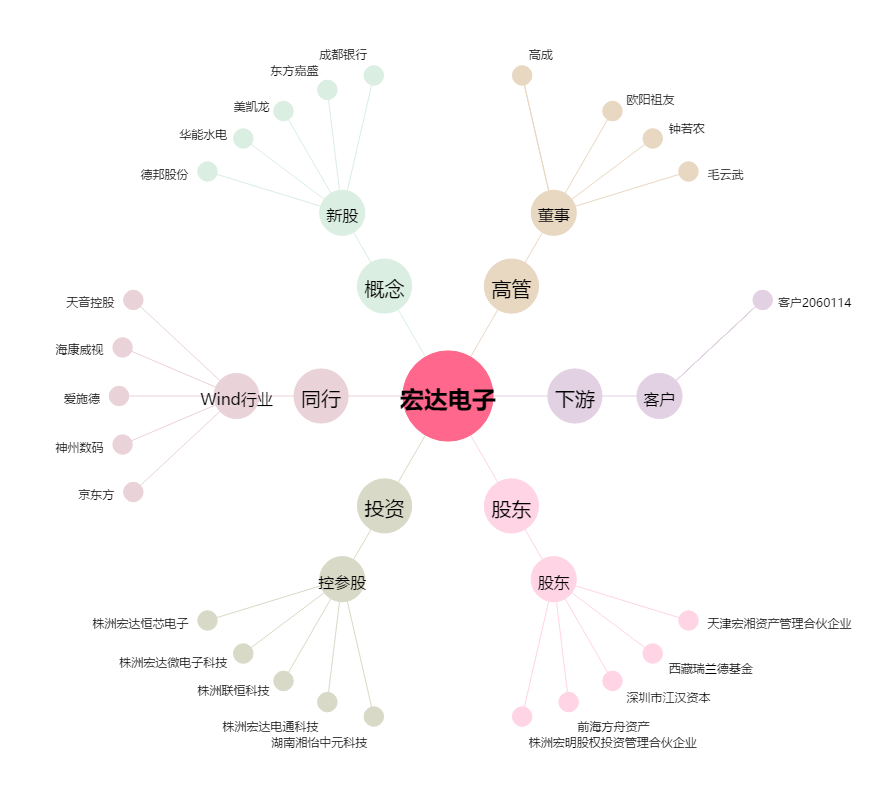 成都银行
高成
东方嘉盛
欧阳祖友
美凯龙
钟若农
华能水电
毛云武
德邦股份
新股
董事
概念
高管
天音控股
客户2060114
海康威视
爱施德
Wind行业
同行
宏达电子
下游
客户
神州数码
京东方
投资
股东
控参股
股东
株洲宏达恒芯电子
天津宏湘资产管理合伙企业
株洲宏达微电子科技
西藏瑞兰德基金
株洲联恒科技
深圳市江汉资本
株洲宏达电通科技
前海方舟资产
湖南湘怡中元科技
株洲宏明股权投资管理合伙企业